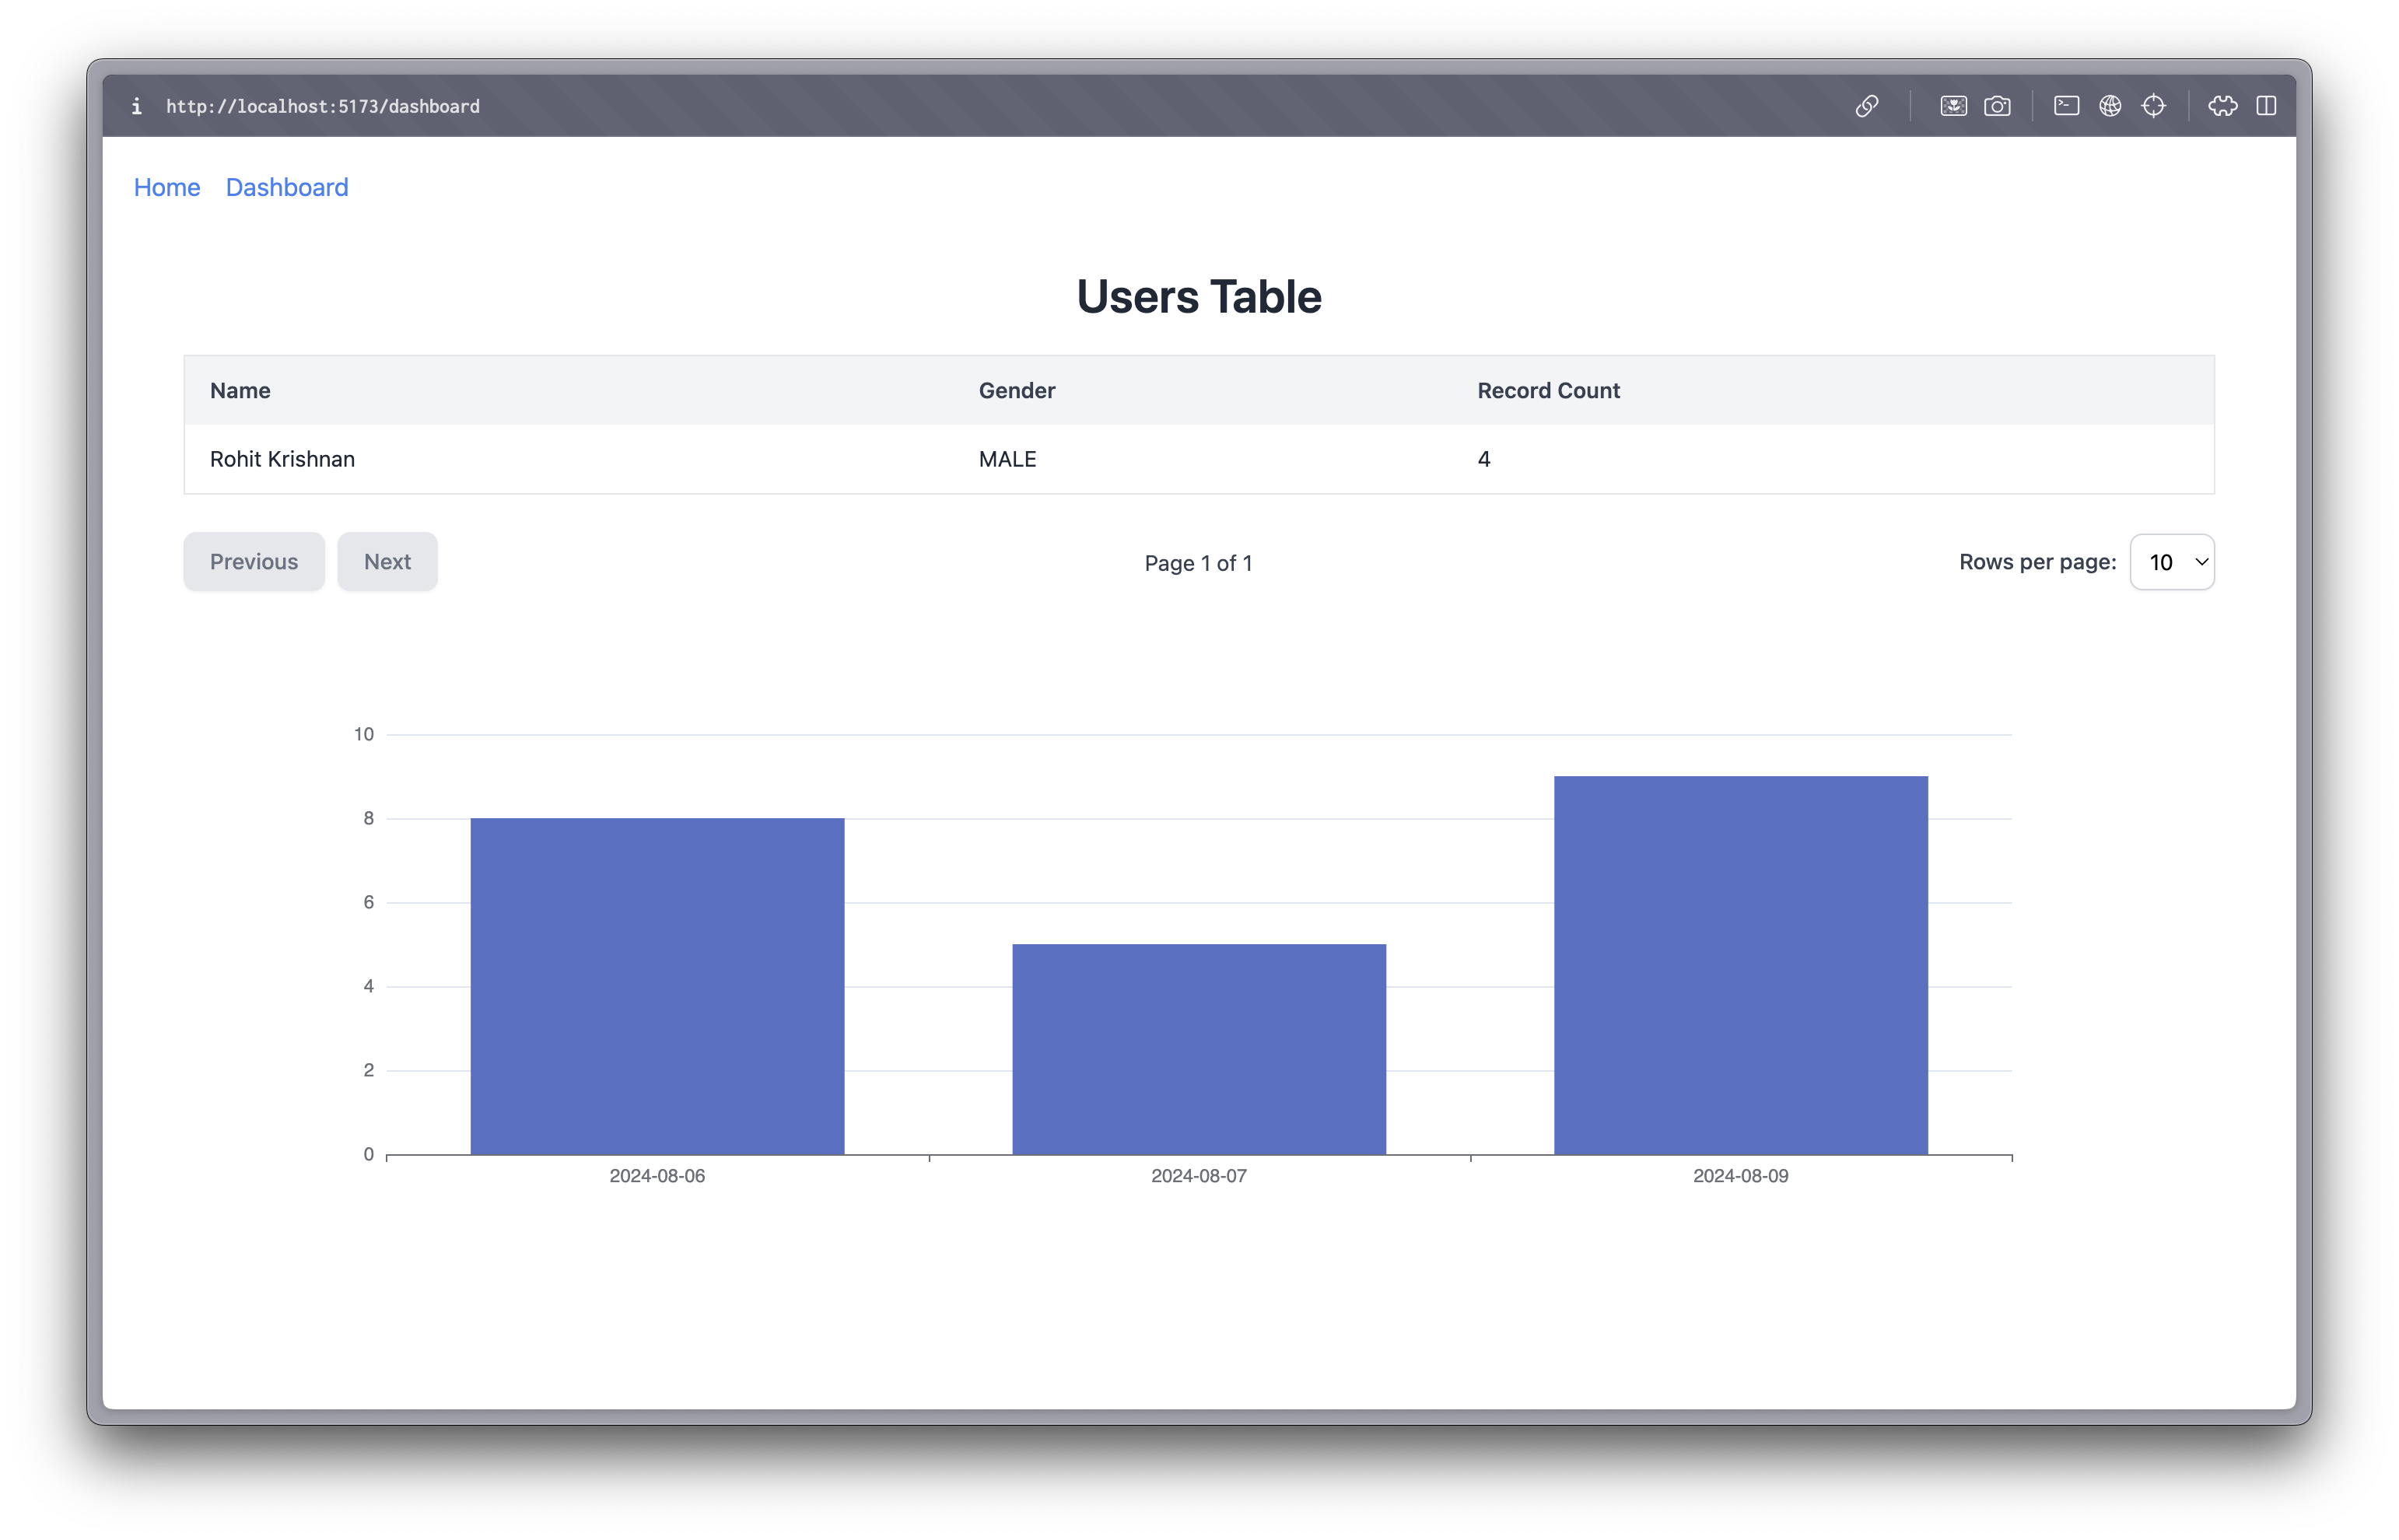 i http://localhost:5173/dashboard
Home Dashboard
Users Table
Name Gender Record Count
Rohit Krishnan MALE 4
Previous Next Page 1 of 1 Rows per page: 10
10
8
6
4
2
0
2024-08-06 2024-08-07 2024-08-09